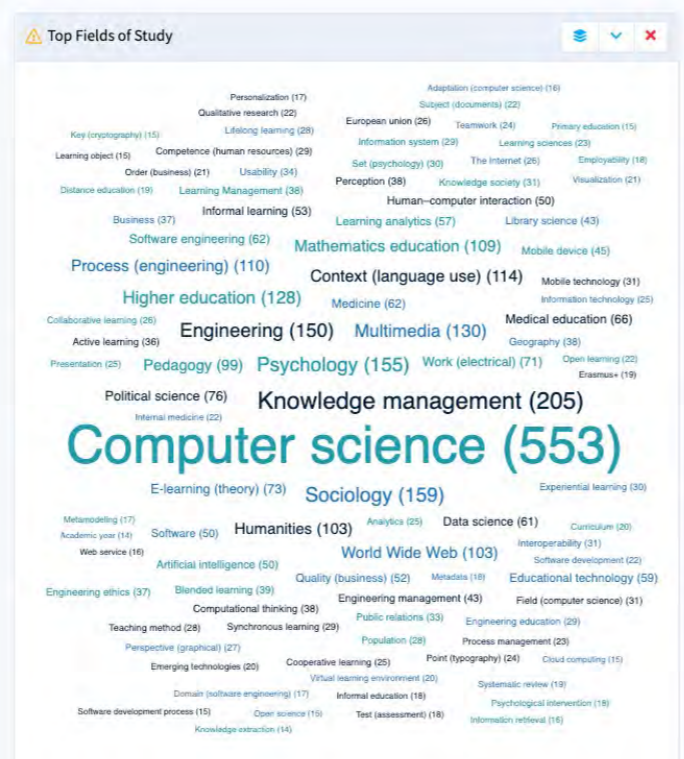 Top Fields of Study
Adaptation (computer science) (16)
Personalization (17)
Subject (documents) (22)
Qualitative research (22)
European union (26)
Teamwork (24)
Primary education (15)
Key (cryptography) (15)
Lifelong learning (28)
Information system (29)
Learning sciences (23)
Learning object (15)
Competence (human resources) (29)
Set (psychology) (30)
The Internet (26)
Employability (18)
Order (business) (21)
Usability (34)
Perception (38)
Knowledge society (31)
Visualization (21)
Distance education (19)
Learning Management (38)
Human–computer interaction (50)
Informal learning (53)
Business (37)
Learning analytics (57)
Library science (43)
Software engineering (62)
Mathematics education (109)
Mobile device (45)
Process (engineering) (110)
Context (language use) (114)
Mobile technology (31)
Higher education (128)
Medicine (62)
Information technology (25)
Collaborative learning (26)
Engineering (150)
Multimedia (130)
Medical education (66)
Active learning (36)
Geography (38)
Presentation (25)
Pedagogy (99)
Psychology (155)
Work (electrical) (71)
Open learning (22)
Erasmus+ (19)
Political science (76)
Knowledge management (205)
Internal medicine (22)
Computer science (553)
E-learning (theory) (73)
Sociology (159)
Experiential learning (30)
Metamodeling (17)
Academic year (14)
Software (50)
Humanities (103)
Analytics (25)
Data science (61)
Curriculum (20)
Web service (16)
World Wide Web (103)
Interoperability (31)
Software development (22)
Artificial intelligence (50)
Quality (business) (52)
Metadata (18)
Educational technology (59)
Engineering ethics (37)
Blended learning (39)
Engineering management (43)
Field (computer science) (31)
Computational thinking (38)
Public relations (33)
Engineering education (29)
Teaching method (28)
Synchronous learning (29)
Population (28)
Process management (23)
Perspective (graphical) (27)
Emerging technologies (20)
Cooperative learning (25)
Point (typography) (24)
Cloud computing (15)
Virtual learning environment (20)
Systematic review (19)
Domain (software engineering) (17)
Informal education (18)
Psychological intervention (18)
Software development process (15)
Open science (15)
Test (assessment) (18)
Information retrieval (16)
Knowledge extraction (14)